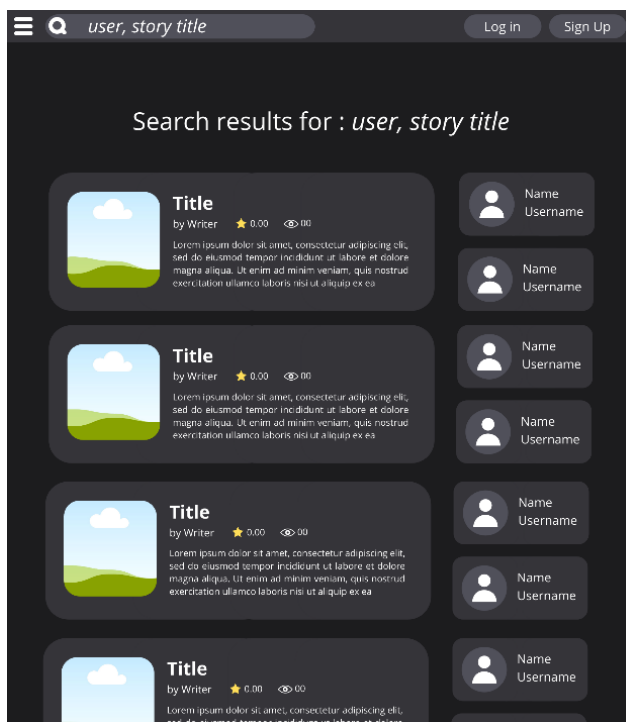 user, story title
Log in
Sign Up
Search results for : user, story title
Title
by Writer
0.00
00
Lorem ipsum dolor sit amet, consectetur adipiscing elit,
sed do eiusmod tempor incididunt ut labore et dolore
magna aliqua. Ut enim ad minim veniam, quis nostrud
exercitation ullamco laboris nisi ut aliquip ex ea
Name
Username
Name
Username
Title
by Writer
0.00
00
Lorem ipsum dolor sit amet, consectetur adipiscing elit,
sed do eiusmod tempor incididunt ut labore et dolore
magna aliqua. Ut enim ad minim veniam, quis nostrud
exercitation ullamco laboris nisi ut aliquip ex ea
Name
Username
Name
Username
Title
by Writer
0.00
00
Lorem ipsum dolor sit amet, consectetur adipiscing elit,
sed do eiusmod tempor incididunt ut labore et dolore
magna aliqua. Ut enim ad minim veniam, quis nostrud
exercitation ullamco laboris nisi ut aliquip ex ea
Name
Username
Name
Username
Title
by Writer
0.00
00
Lorem ipsum dolor sit amet, consectetur adipiscing elit,
Name
Username